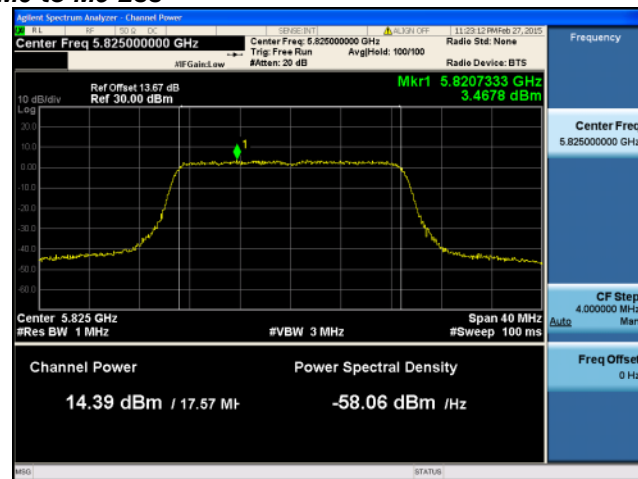 Agilent Spectrum Analyzer - Channel Power
RL RF 50 Ω DC SENSE:INT ALIGN OFF 11:23:12 PM Feb 27, 2015
Center Freq 5.825000000 GHz
Center Freq: 5.825000000 GHz
Radio Std: None
Trig: Free Run Avg|Hold: 100/100
#IFGain:Low #Atten: 20 dB Radio Device: BTS
Ref Offset 13.67 dB
10 dB/div Ref 30.00 dBm
Mkr1 5.8207333 GHz
3.4678 dBm
Log
20.0
10.0
0.00
-10.0
-20.0
-30.0
-40.0
-50.0
-60.0
1
Center 5.825 GHz Span 40 MHz
#Res BW 1 MHz #VBW 3 MHz #Sweep 100 ms
Channel Power Power Spectral Density
14.39 dBm / 17.57 MH -58.06 dBm /Hz
MSG STATUS
Frequency
Center Freq
5.825000000 GHz
CF Step
4.000000 MHz
Auto Man
Freq Offset
0 Hz